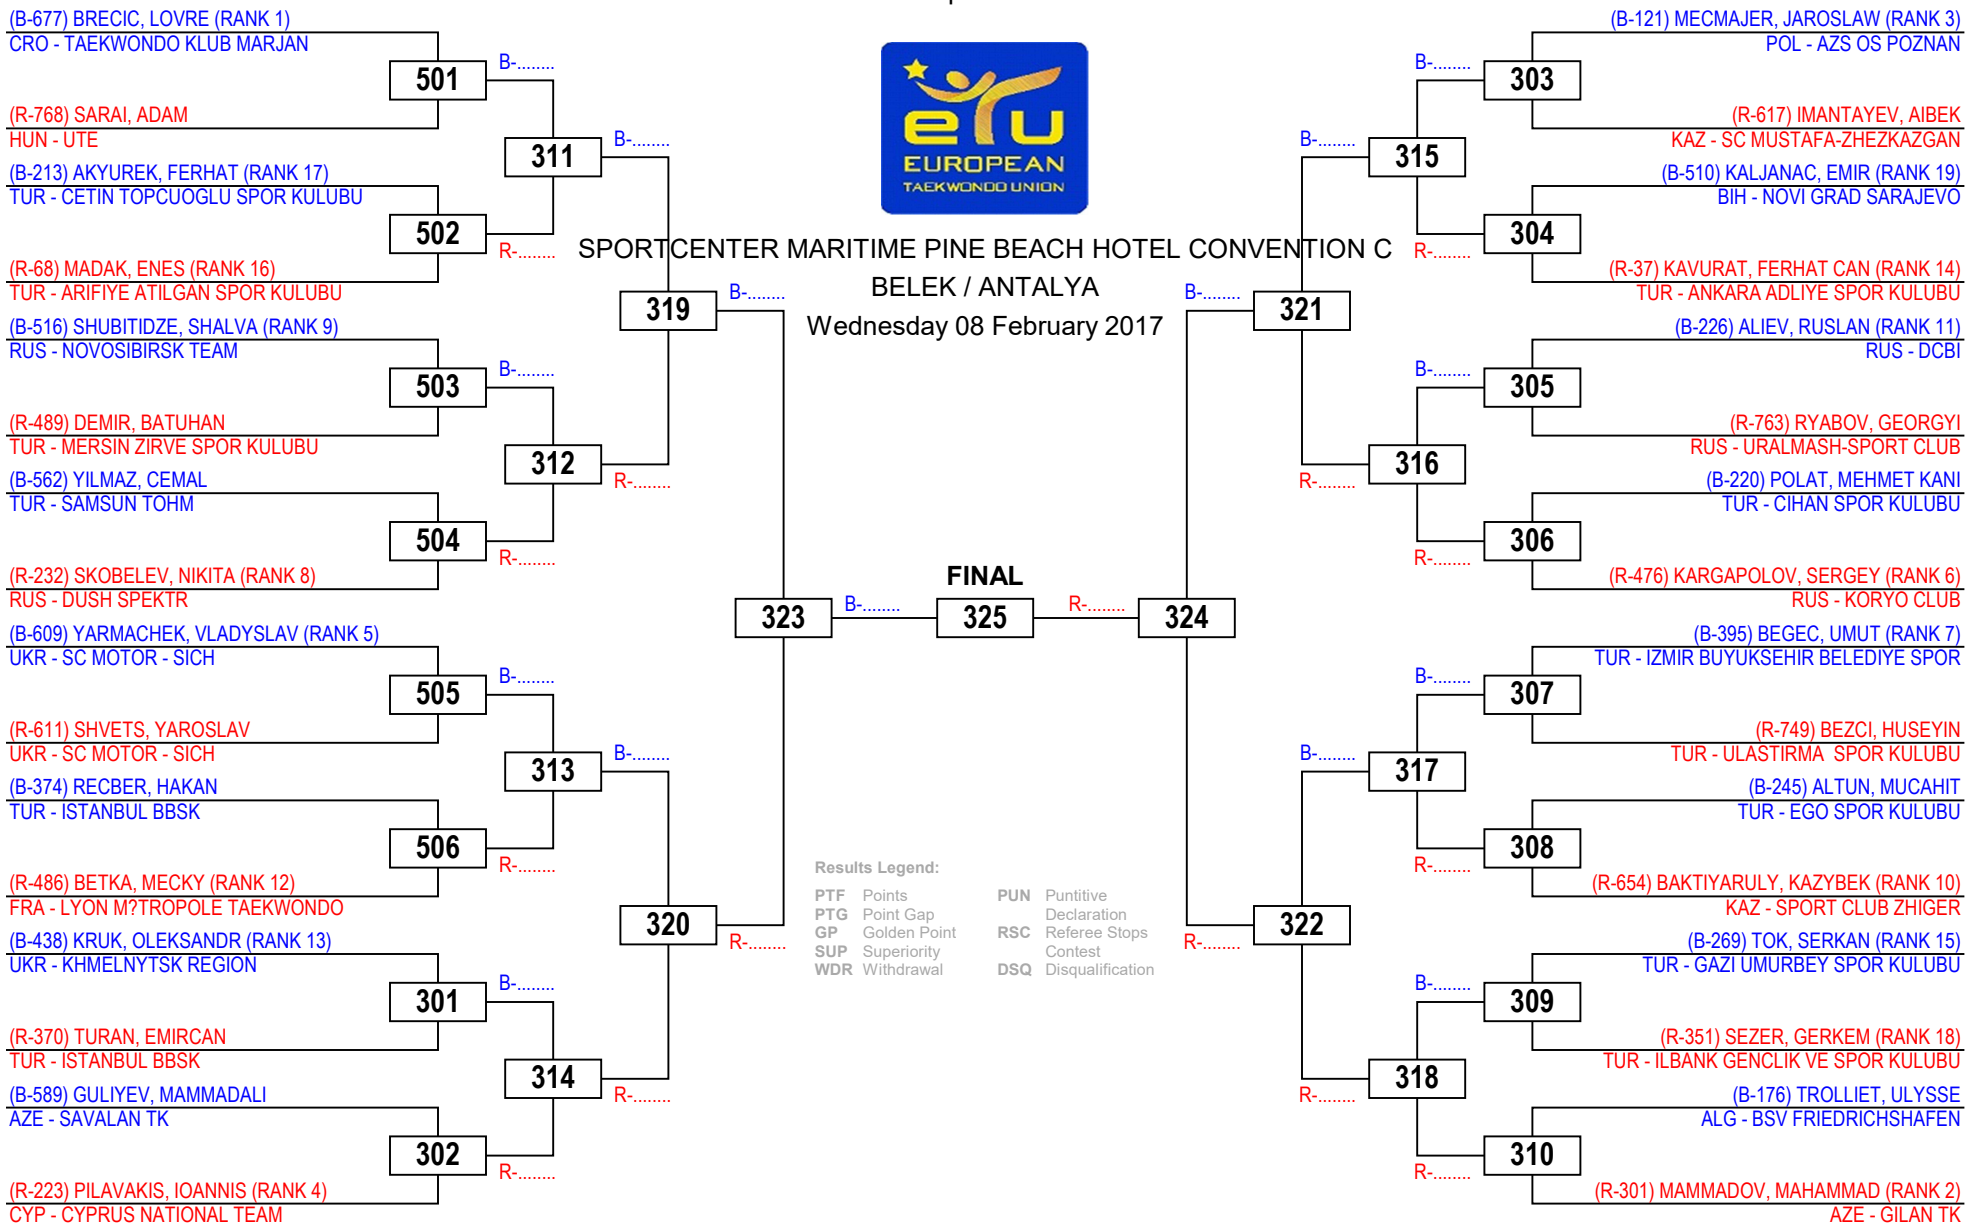 (B-677) BRECIC, LOVRE (RANK 1)
CRO - TAEKWONDO KLUB MARJAN
501
B-........
(R-768) SARAI, ADAM
HUN - UTE
311
B-........
(B-213) AKYUREK, FERHAT (RANK 17)
TUR - CETIN TOPCUOGLU SPOR KULUBU
502
R-........
(R-68) MADAK, ENES (RANK 16)
TUR - ARIFIYE ATILGAN SPOR KULUBU
319
B-........
(B-516) SHUBITIDZE, SHALVA (RANK 9)
RUS - NOVOSIBIRSK TEAM
503
B-........
(R-489) DEMIR, BATUHAN
TUR - MERSIN ZIRVE SPOR KULUBU
312
R-........
(B-562) YILMAZ, CEMAL
TUR - SAMSUN TOHM
504
R-........
(R-232) SKOBELEV, NIKITA (RANK 8)
RUS - DUSH SPEKTR
323
B-........
(B-609) YARMACHEK, VLADYSLAV (RANK 5)
UKR - SC MOTOR - SICH
505
B-........
(R-611) SHVETS, YAROSLAV
UKR - SC MOTOR - SICH
313
B-........
(B-374) RECBER, HAKAN
TUR - ISTANBUL BBSK
506
R-........
(R-486) BETKA, MECKY (RANK 12)
FRA - LYON M?TROPOLE TAEKWONDO
320
R-........
(B-438) KRUK, OLEKSANDR (RANK 13)
UKR - KHMELNYTSK REGION
301
B-........
(R-370) TURAN, EMIRCAN
TUR - ISTANBUL BBSK
314
R-........
(B-589) GULIYEV, MAMMADALI
AZE - SAVALAN TK
302
R-........
(R-223) PILAVAKIS, IOANNIS (RANK 4)
CYP - CYPRUS NATIONAL TEAM
eTU
EUROPEAN
TAEKWONDO UNION
SPORTCENTER MARITIME PINE BEACH HOTEL CONVENTION C
BELEK / ANTALYA
Wednesday 08 February 2017
FINAL
325
Results Legend:
PTF Points
PTG Point Gap
GP Golden Point
SUP Superiority
WDR Withdrawal
PUN Puntitive
Declaration
RSC Referee Stops
Contest
DSQ Disqualification
(B-121) MECMAJER, JAROSLAW (RANK 3)
POL - AZS OS POZNAN
B-........
303
(R-617) IMANTAYEV, AIBEK
KAZ - SC MUSTAFA-ZHEZKAZGAN
B-........
315
(B-510) KALJANAC, EMIR (RANK 19)
BIH - NOVI GRAD SARAJEVO
R-........
304
(R-37) KAVURAT, FERHAT CAN (RANK 14)
TUR - ANKARA ADLIYE SPOR KULUBU
B-........
321
(B-226) ALIEV, RUSLAN (RANK 11)
RUS - DCBI
B-........
305
(R-763) RYABOV, GEORGYI
RUS - URALMASH-SPORT CLUB
R-........
316
(B-220) POLAT, MEHMET KANI
TUR - CIHAN SPOR KULUBU
R-........
306
(R-476) KARGAPOLOV, SERGEY (RANK 6)
RUS - KORYO CLUB
R-........
324
(B-395) BEGEC, UMUT (RANK 7)
TUR - IZMIR BUYUKSEHIR BELEDIYE SPOR
B-........
307
(R-749) BEZCI, HUSEYIN
TUR - ULASTIRMA  SPOR KULUBU
B-........
317
(B-245) ALTUN, MUCAHIT
TUR - EGO SPOR KULUBU
R-........
308
(R-654) BAKTIYARULY, KAZYBEK (RANK 10)
KAZ - SPORT CLUB ZHIGER
R-........
322
(B-269) TOK, SERKAN (RANK 15)
TUR - GAZI UMURBEY SPOR KULUBU
B-........
309
(R-351) SEZER, GERKEM (RANK 18)
TUR - ILBANK GENCLIK VE SPOR KULUBU
R-........
318
(B-176) TROLLIET, ULYSSE
ALG - BSV FRIEDRICHSHAFEN
R-........
310
(R-301) MAMMADOV, MAHAMMAD (RANK 2)
AZE - GILAN TK